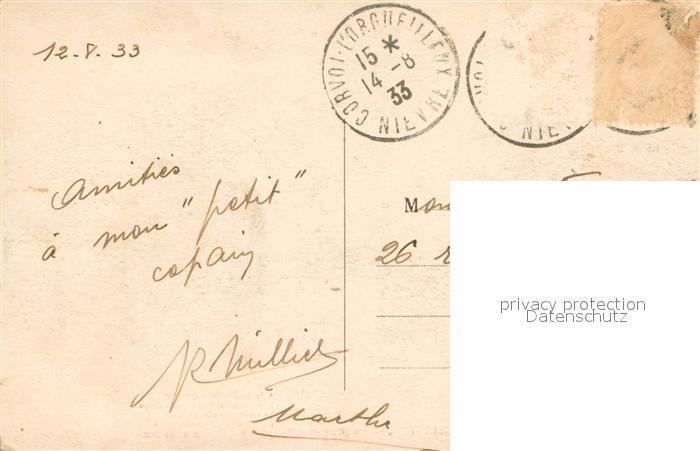 12-8-33
CORVOL-L'ORGUEILLEUX
15 *
14-8
33
NIEVRE
NIEV
Amitiés
à mon "petit"
copain
M
26
privacy protection
Datenschutz
Marthe